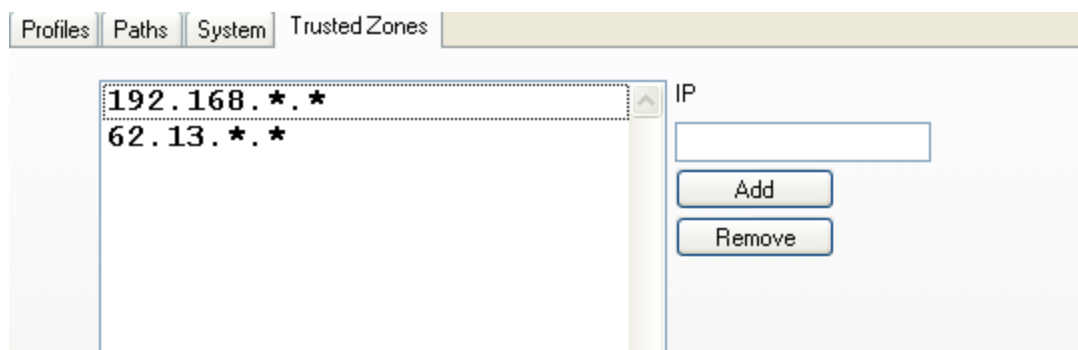 Profiles Paths System Trusted Zones
192.168.*.*
62.13.*.*
IP
Add
Remove